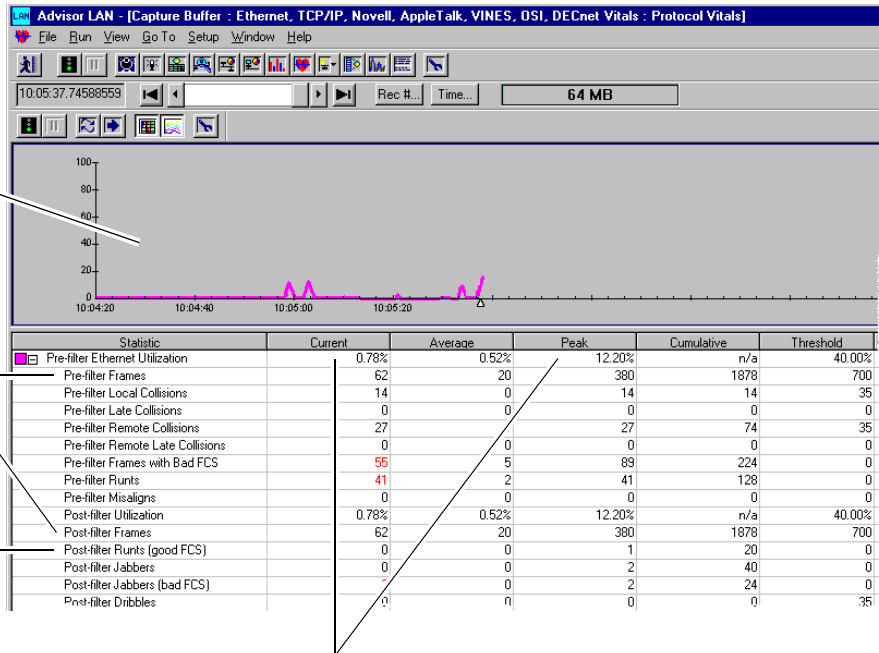 LAN Advisor LAN - [Capture Buffer : Ethernet, TCP/IP, Novell, AppleTalk, VINES, OSI, DECnet Vitals : Protocol Vitals]
File Run View Go To Setup Window Help
10:05:37.74588559 Rec #... Time... 64 MB
100
80
60
40
20
0
10:04:20 10:04:40 10:05:00 10:05:20
Statistic Current Average Peak Cumulative Threshold
Pre-filter Ethernet Utilization 0.78% 0.52% 12.20% n/a 40.00%
Pre-filter Frames 62 20 380 1878 700
Pre-filter Local Collisions 14 0 14 14 35
Pre-filter Late Collisions 0 0 0 0 0
Pre-filter Remote Collisions 27 0 27 74 35
Pre-filter Remote Late Collisions 0 0 0 0 0
Pre-filter Frames with Bad FCS 55 5 89 224 0
Pre-filter Runts 41 2 41 128 0
Pre-filter Misaligns 0 0 0 0 0
Post-filter Utilization 0.78% 0.52% 12.20% n/a 40.00%
Post-filter Frames 62 20 380 1878 700
Post-filter Runts (good FCS) 0 0 1 20 0
Post-filter Jabbers 0 0 2 40 0
Post-filter Jabbers (bad FCS) 0 2 24 0
Post-filter Dribbles 0 0 0 0 35